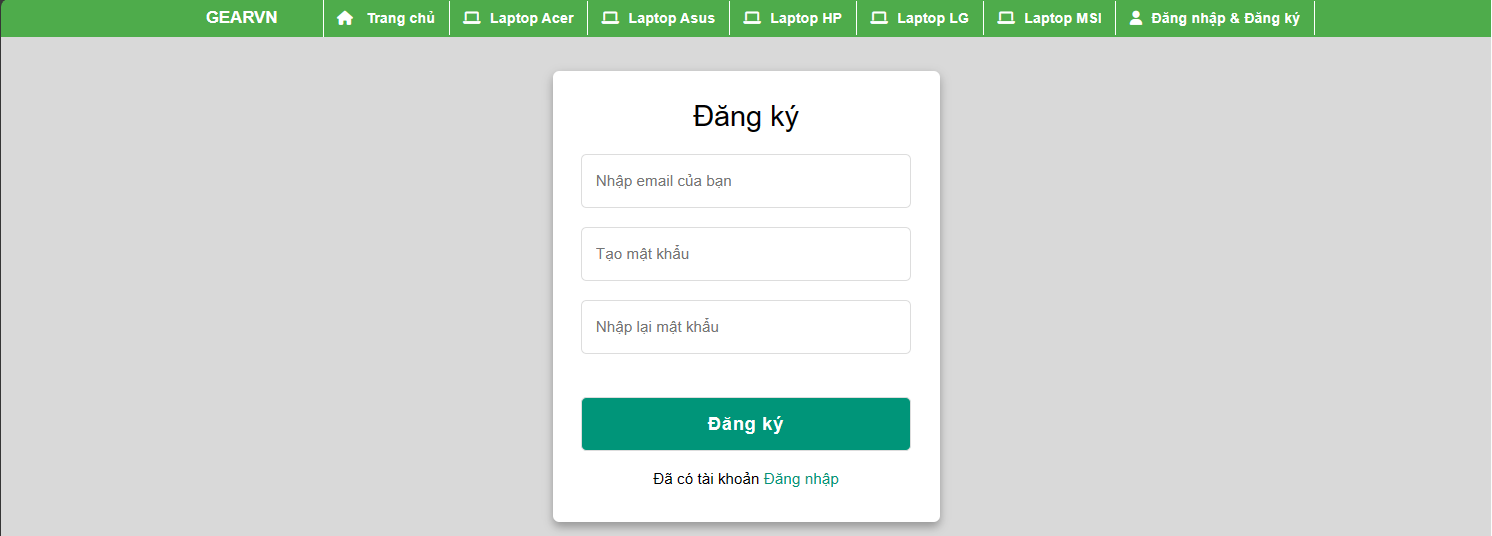 GEARVN Trang chủ Laptop Acer Laptop Asus Laptop HP Laptop LG Laptop MSI Đăng nhập & Đăng ký
Đăng ký
Nhập email của bạn
Tạo mật khẩu
Nhập lại mật khẩu
Đăng ký
Đã có tài khoản Đăng nhập